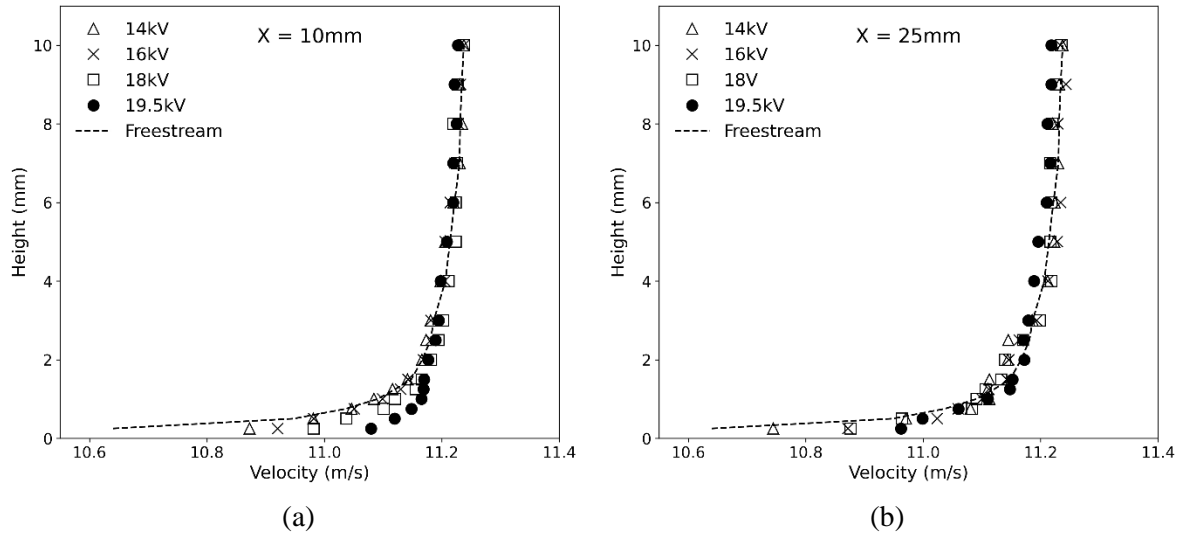 X = 10mm
14kV
16kV
18kV
19.5kV
Freestream
Height (mm)
10
8
6
4
2
0
10.6 10.8 11.0 11.2 11.4
Velocity (m/s)
(a)
X = 25mm
14kV
16kV
18V
19.5kV
Freestream
Height (mm)
10
8
6
4
2
0
10.6 10.8 11.0 11.2 11.4
Velocity (m/s)
(b)